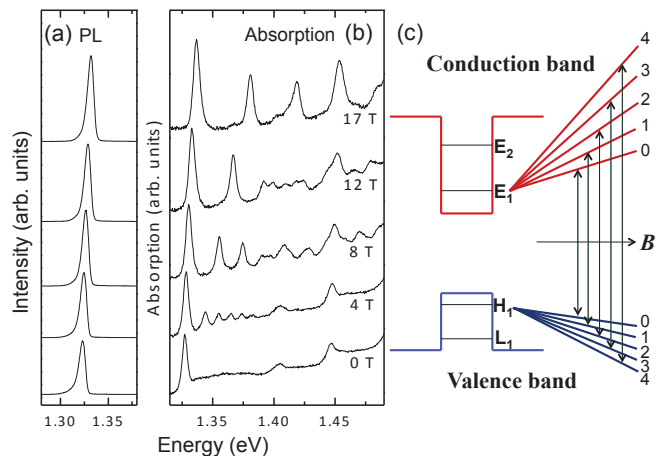 (a) PL
Intensity (arb. units)
1.30 1.35
Absorption (b)
Absorption (arb. units)
17 T
12 T
8 T
4 T
0 T
1.35 1.40 1.45
Energy (eV)
(c)
Conduction band
E2
E1
4
3
2
1
0
B
H1
L1
0
1
2
3
4
Valence band